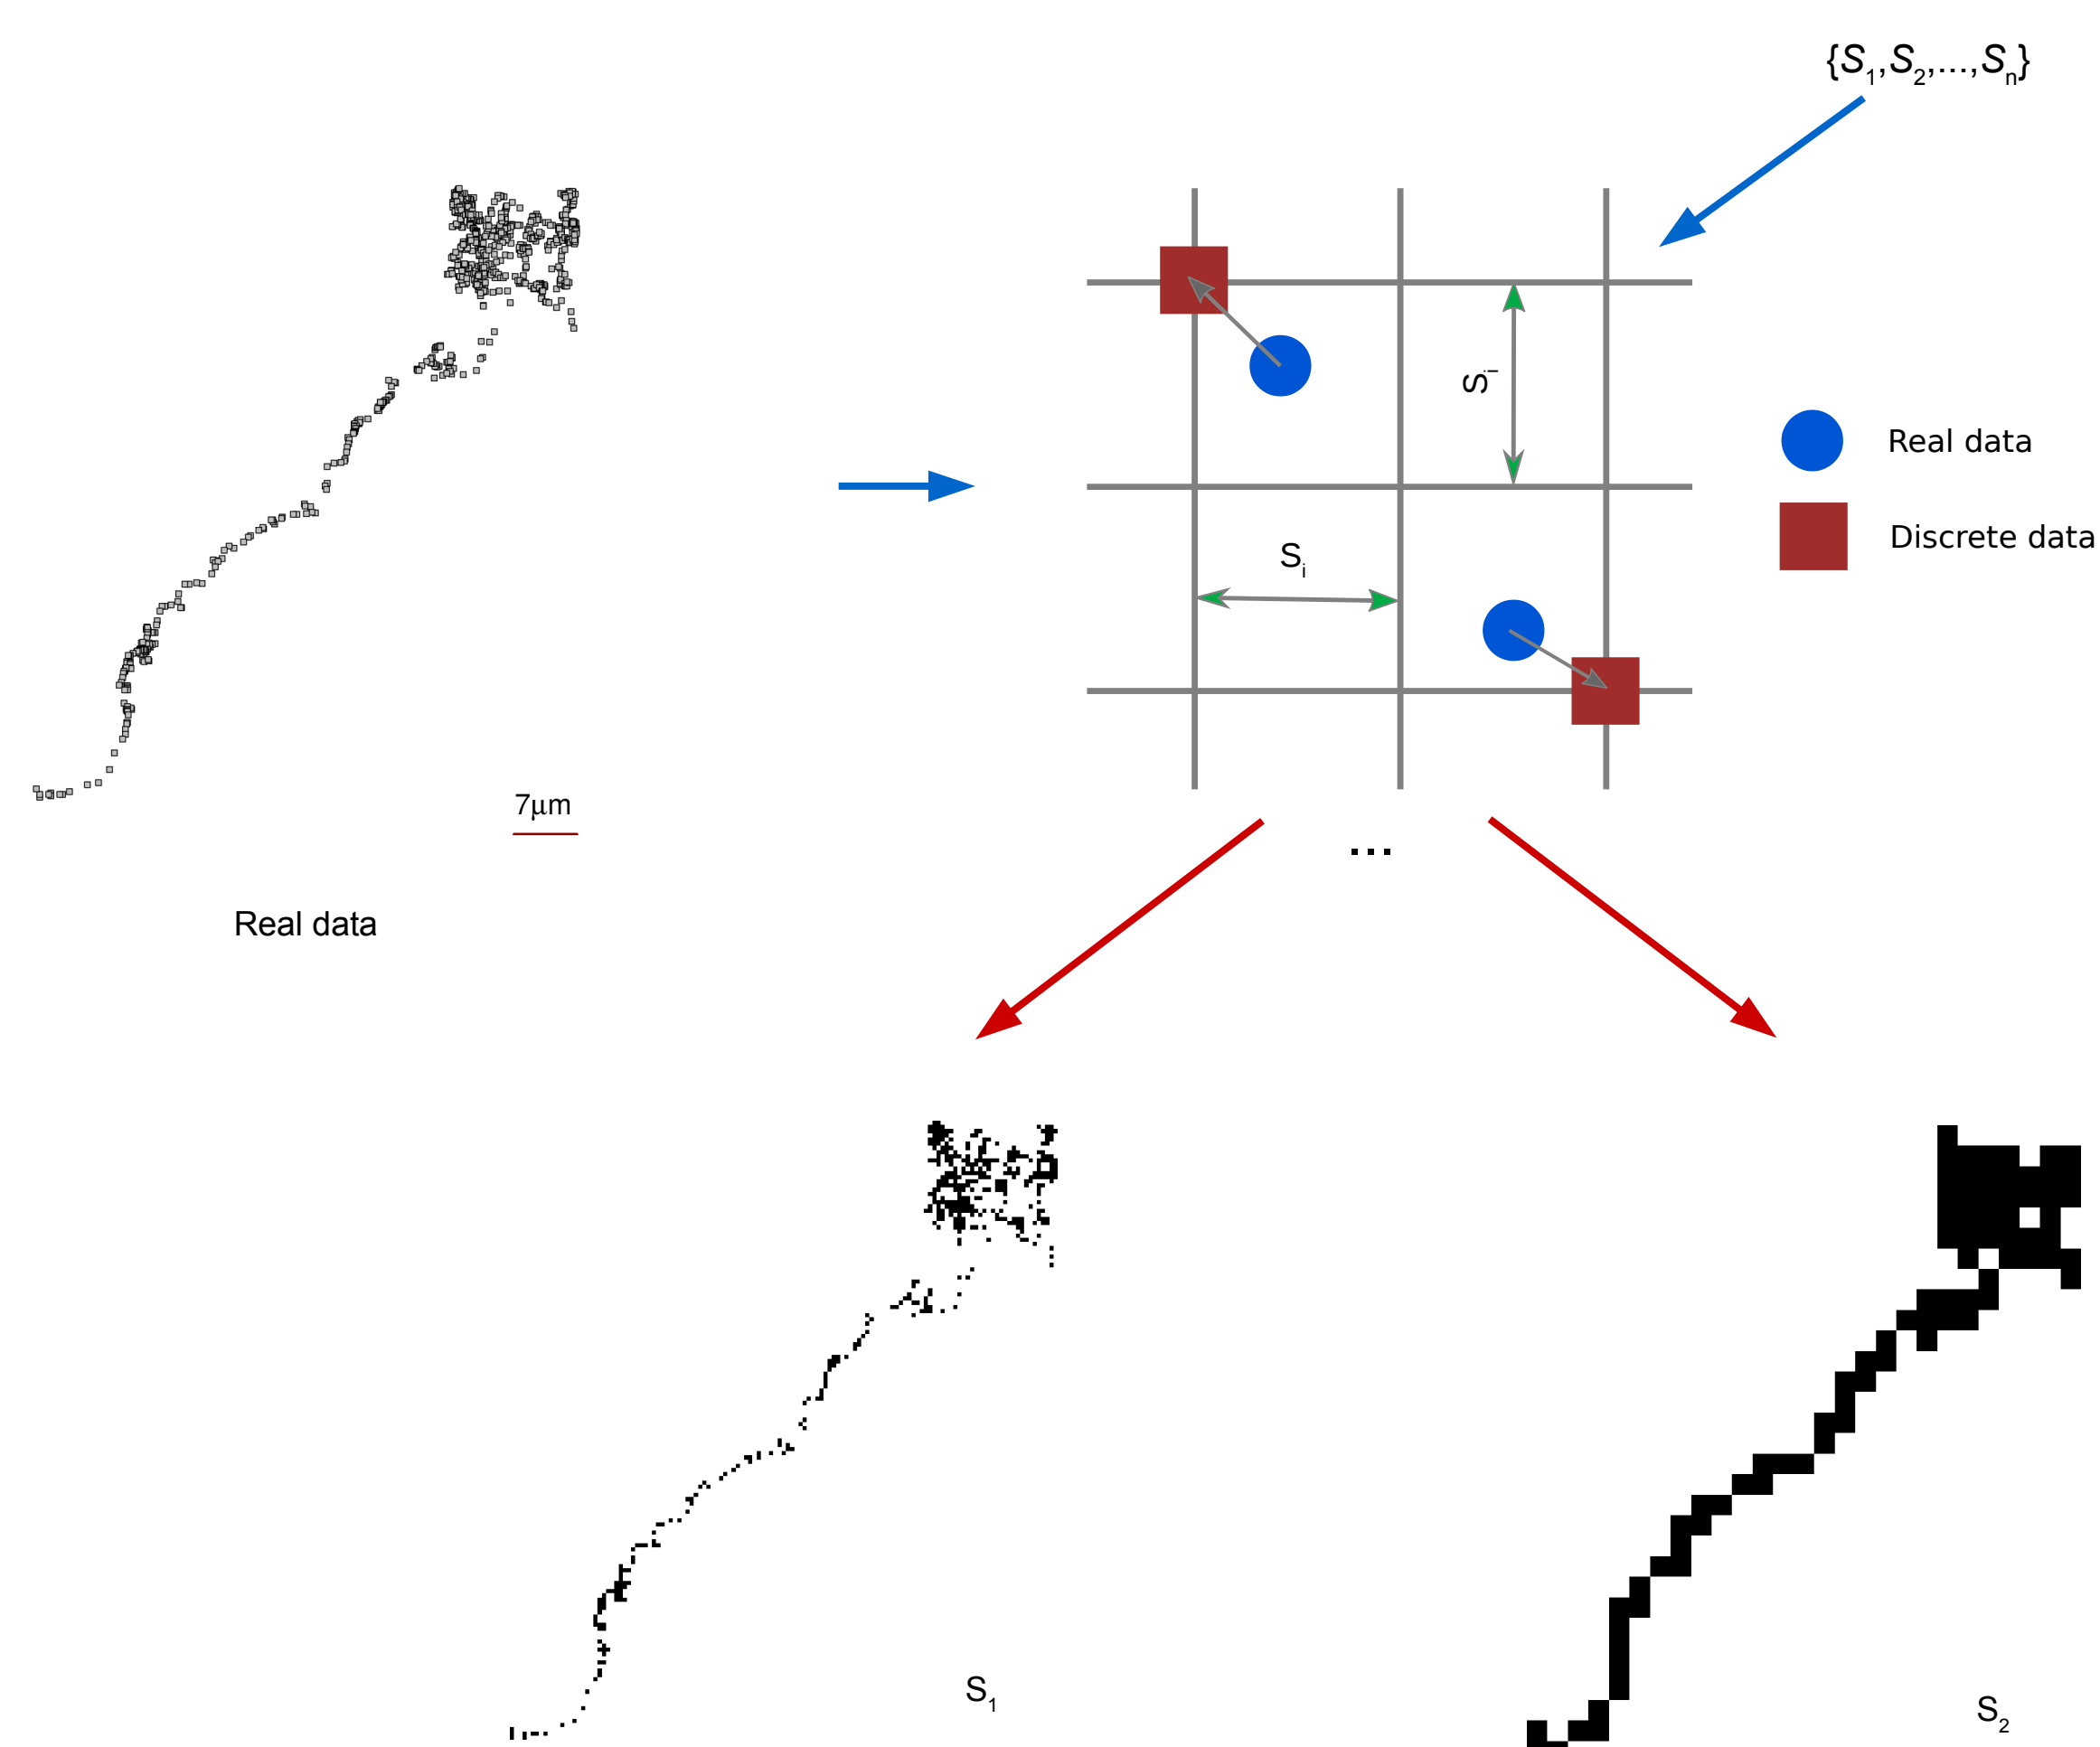 {S1,S2,...,Sn}
Si
Real data
Discrete data
Si
7μm
...
Real data
S1
S2